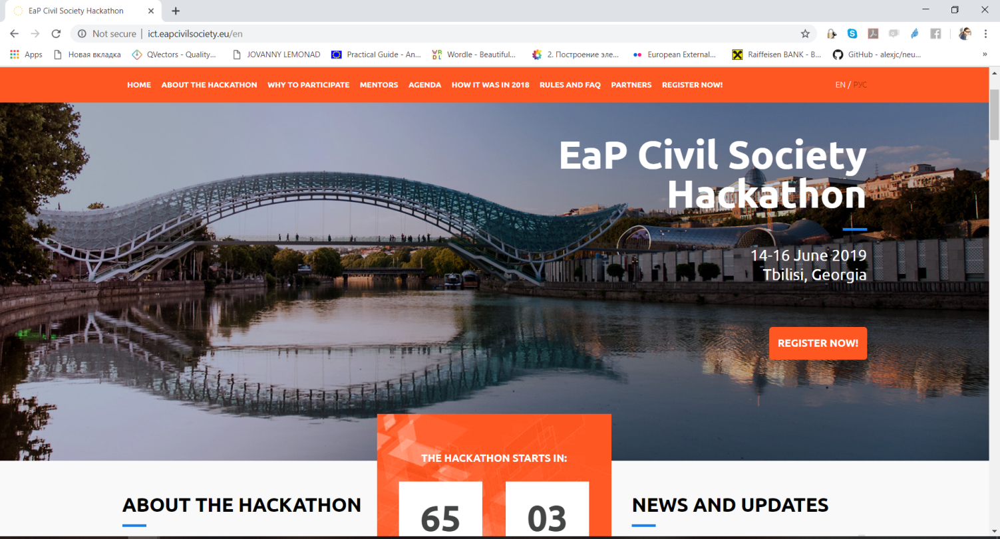 EaP Civil Society Hackathon
Not secure | ict.eapcivilsociety.eu/en
Apps Новая вкладка QVectors - Quality... JOVANNY LEMONAD Practical Guide - An... WRDL Wordle - Beautiful... 2. Построение эле... European External... Raiffeisen BANK - B... GitHub - alexjc/neu... »
HOME ABOUT THE HACKATHON WHY TO PARTICIPATE MENTORS AGENDA HOW IT WAS IN 2018 RULES AND FAQ PARTNERS REGISTER NOW! EN / РУС
EaP Civil Society
Hackathon
14-16 June 2019
Tbilisi, Georgia
REGISTER NOW!
THE HACKATHON STARTS IN:
ABOUT THE HACKATHON
65 03
NEWS AND UPDATES